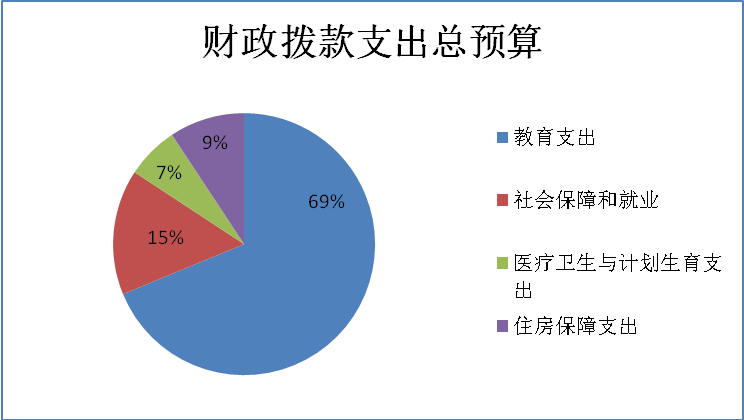 财政拨款支出总预算
9%
7%
69%
15%
教育支出
社会保障和就业
医疗卫生与计划生育支
出
住房保障支出